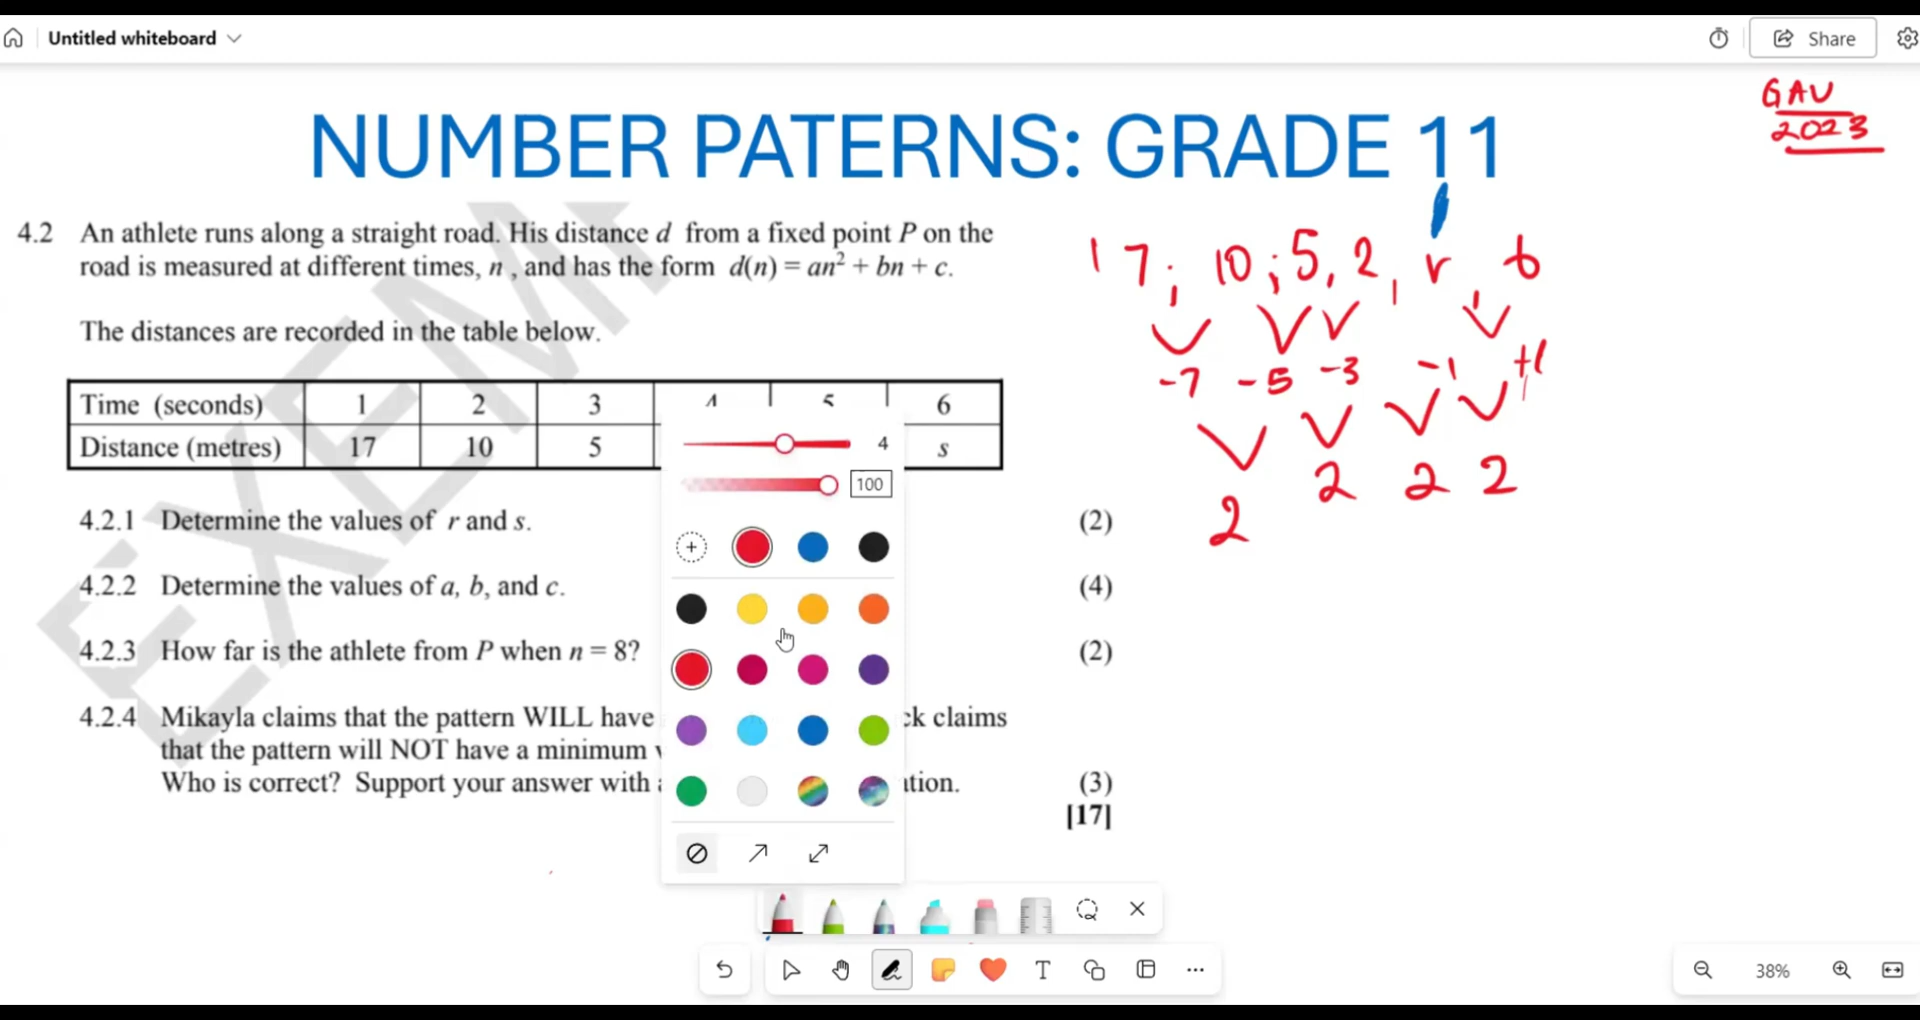 Untitled whiteboard
Share
GAU
2023
NUMBER PATERNS: GRADE 11
4.2 An athlete runs along a straight road. His distance d from a fixed point P on the
road is measured at different times, n , and has the form d(n) = an² + bn + c.
The distances are recorded in the table below.
Time (seconds) 1 2 3 4 5 6
Distance (metres) 17 10 5 s
4.2.1 Determine the values of r and s. (2)
4.2.2 Determine the values of a, b, and c. (4)
4.2.3 How far is the athlete from P when n = 8? (2)
4.2.4 Mikayla claims that the pattern WILL have ck claims
that the pattern will NOT have a minimum
Who is correct? Support your answer with tion. (3)
[17]
EXEM
17; 10; 5, 2, r, t
-7 -5 -3 -1 +1
2 2 2 2
4
100
38%